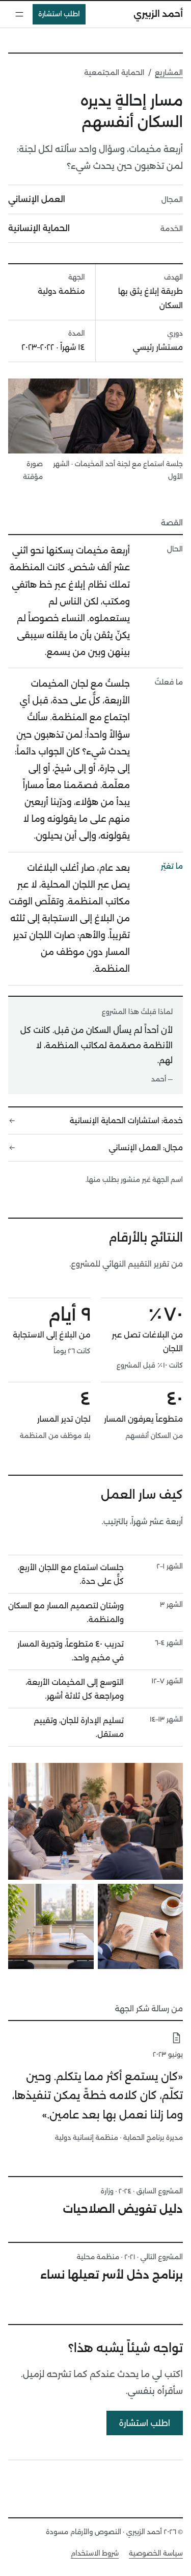 أحمد الزبيري
اطلب استشارة
المشاريع / الحماية المجتمعية
مسار إحالةٍ يديره
السكان أنفسهم
أربعة مخيمات، وسؤال واحد سألته لكل لجنة:
لمن تذهبون حين يحدث شيء؟
المجال
العمل الإنساني
الخدمة
الحماية الإنسانية
الهدف
طريقة إبلاغ يثق بها
السكان
الجهة
منظمة دولية
دوري
مستشار رئيسي
المدة
١٤ شهراً · ٢٠٢٢–٢٠٢٣
جلسة استماع مع لجنة أحد المخيمات · الشهر
الأول
صورة
مؤقتة
القصة
الحال
أربعة مخيمات يسكنها نحو اثني
عشر ألف شخص. كانت المنظمة
تملك نظام إبلاغ عبر خط هاتفي
ومكتب، لكن الناس لم
يستعملوه. النساء خصوصاً لم
يكنّ يثقن بأن ما يقلنه سيبقى
بينهن وبين من يسمع.
ما فعلتُ
جلستُ مع لجان المخيمات
الأربعة، كلٌّ على حدة، قبل أي
اجتماع مع المنظمة. سألتُ
سؤالاً واحداً: لمن تذهبون حين
يحدث شيء؟ كان الجواب دائماً:
إلى جارة، أو إلى شيخ، أو إلى
معلّمة. فصمّمنا معاً مساراً
يبدأ من هؤلاء، ودرّبنا أربعين
منهم على ما يقولونه وما لا
يقولونه، وإلى أين يحيلون.
ما تغيّر
بعد عام، صار أغلب البلاغات
يصل عبر اللجان المحلية، لا عبر
مكاتب المنظمة. وتقلّص الوقت
من البلاغ إلى الاستجابة إلى ثلثه
تقريباً. والأهم: صارت اللجان تدير
المسار دون موظف من
المنظمة.
لماذا قبلتُ هذا المشروع
لأن أحداً لم يسأل السكان من قبل. كانت كل
الأنظمة مصمّمة لمكاتب المنظمة، لا
لهم.
— أحمد
خدمة: استشارات الحماية الإنسانية ←
مجال: العمل الإنساني ←
اسم الجهة غير منشور بطلب منها.
النتائج بالأرقام
من تقرير التقييم النهائي للمشروع.
٧٠٪
من البلاغات تصل عبر
اللجان
كانت ١٠٪ قبل المشروع
٩ أيام
من البلاغ إلى الاستجابة
كانت ٢٦ يوماً
٤٠
متطوعاً يعرفون المسار
من السكان أنفسهم
٤
لجان تدير المسار
بلا موظف من المنظمة
كيف سار العمل
أربعة عشر شهراً، بالترتيب.
الشهر ١–٢
جلسات استماع مع اللجان الأربع،
كلٌّ على حدة.
الشهر ٣
ورشتان لتصميم المسار مع السكان
والمنظمة.
الشهر ٤–٦
تدريب ٤٠ متطوعاً، وتجربة المسار
في مخيم واحد.
الشهر ٧–١٢
التوسع إلى المخيمات الأربعة،
ومراجعة كل ثلاثة أشهر.
الشهر ١٣–١٤
تسليم الإدارة للجان، وتقييم
مستقل.
من رسالة شكر الجهة
يونيو ٢٠٢٣
«كان يستمع أكثر مما يتكلم. وحين
تكلّم، كان كلامه خطةً يمكن تنفيذها،
وما زلنا نعمل بها بعد عامين.»
مديرة برنامج الحماية · منظمة إنسانية دولية
المشروع السابق · ٢٠٢٤ · وزارة
دليل تفويض الصلاحيات
المشروع التالي · ٢٠٢١ · منظمة محلية
برنامج دخل لأسر تعيلها نساء
تواجه شيئاً يشبه هذا؟
اكتب لي ما يحدث عندكم كما تشرحه لزميل.
سأقرأه بنفسي.
اطلب استشارة
© ٢٠٢٦ أحمد الزبيري · النصوص والأرقام مسودة
سياسة الخصوصية
شروط الاستخدام